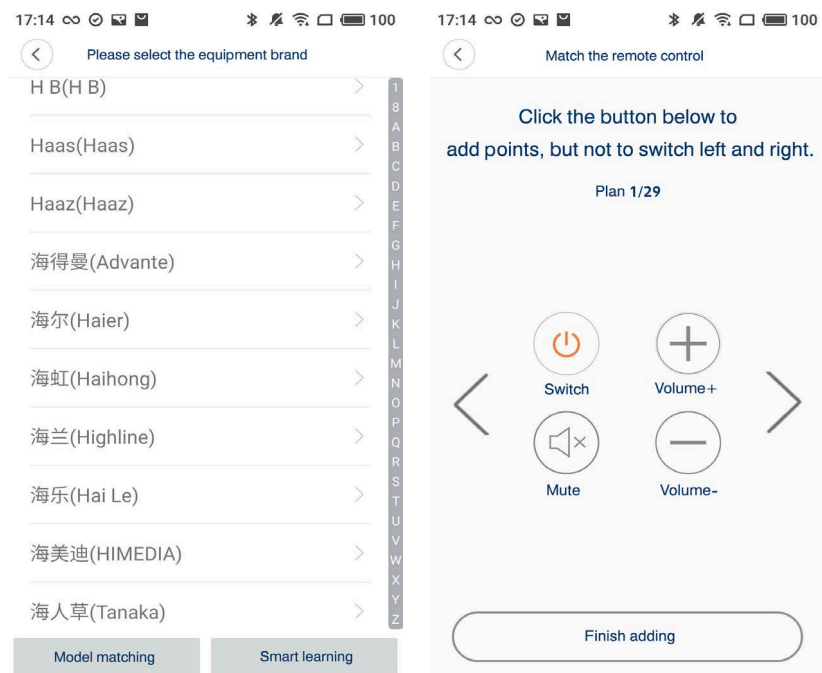 17:14
100
Please select the equipment brand
H B(H B)
Haas(Haas)
Haaz(Haaz)
海得曼(Advante)
海尔(Haier)
海虹(Haihong)
海兰(Highline)
海乐(Hai Le)
海美迪(HIMEDIA)
海人草(Tanaka)
1
8
A
B
C
D
E
F
G
H
I
J
K
L
M
N
O
P
Q
R
S
T
U
V
W
X
Y
Z
Model matching
Smart learning
17:14
100
Match the remote control
Click the button below to
add points, but not to switch left and right.
Plan 1/29
Switch
Volume+
Mute
Volume-
Finish adding